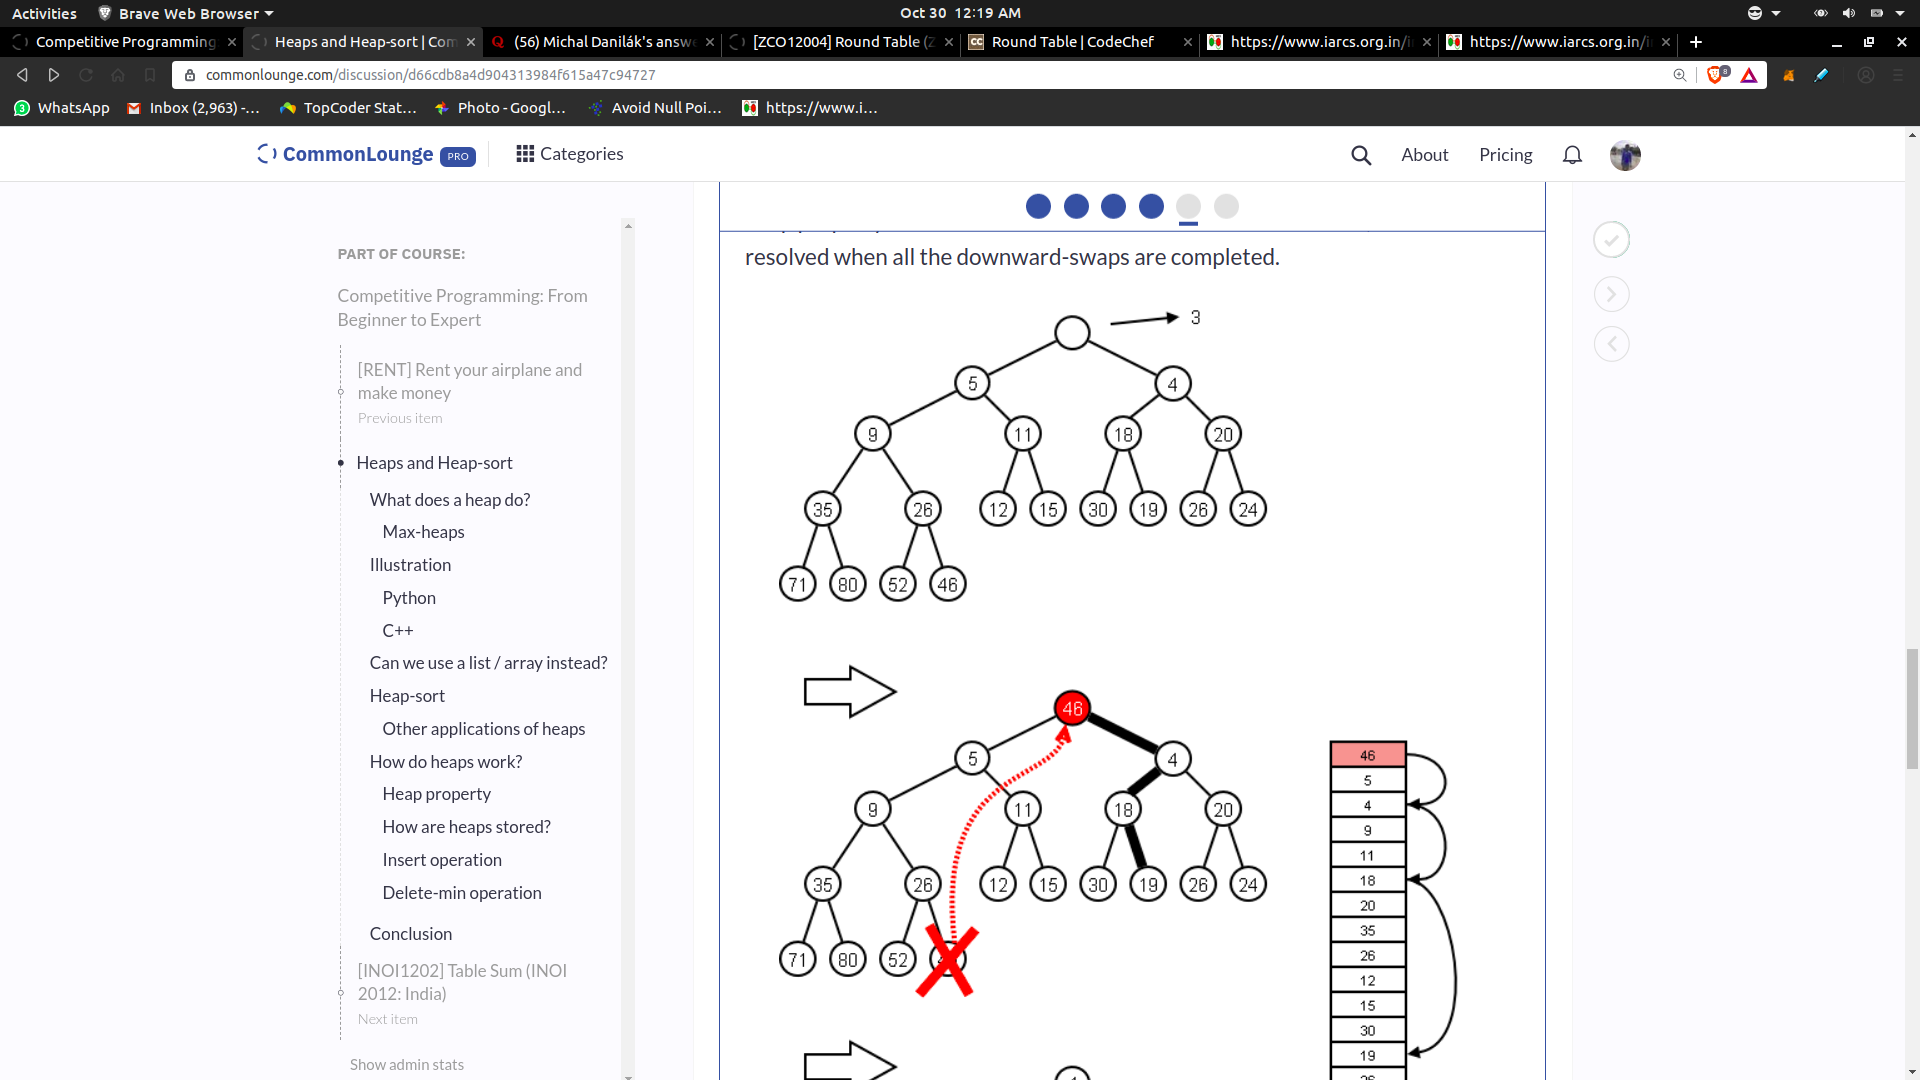 Activities
Brave Web Browser
Oct 30 12:19 AM
Competitive Programming
Heaps and Heap-sort | Com
(56) Michal Danilák's answ
[ZCO12004] Round Table (Z
Round Table | CodeChef
https://www.iarcs.org.in/i
https://www.iarcs.org.in/i
commonlounge.com/discussion/d66cdb8a4d904313984f615a47c94727
8
3 WhatsApp
Inbox (2,963) -...
TopCoder Stat...
Photo - Googl...
Avoid Null Poi...
https://www.i...
CommonLounge PRO
Categories
About
Pricing
PART OF COURSE:
Competitive Programming: From
Beginner to Expert
[RENT] Rent your airplane and
make money
Previous item
Heaps and Heap-sort
What does a heap do?
Max-heaps
Illustration
Python
C++
Can we use a list / array instead?
Heap-sort
Other applications of heaps
How do heaps work?
Heap property
How are heaps stored?
Insert operation
Delete-min operation
Conclusion
[INOI1202] Table Sum (INOI
2012: India)
Next item
Show admin stats
resolved when all the downward-swaps are completed.
3
5 4
9 11 18 20
35 26 12 15 30 19 26 24
71 80 52 46
46
5 4
9 11 18 20
35 26 12 15 30 19 26 24
71 80 52
46
5
4
9
11
18
20
35
26
12
15
30
19